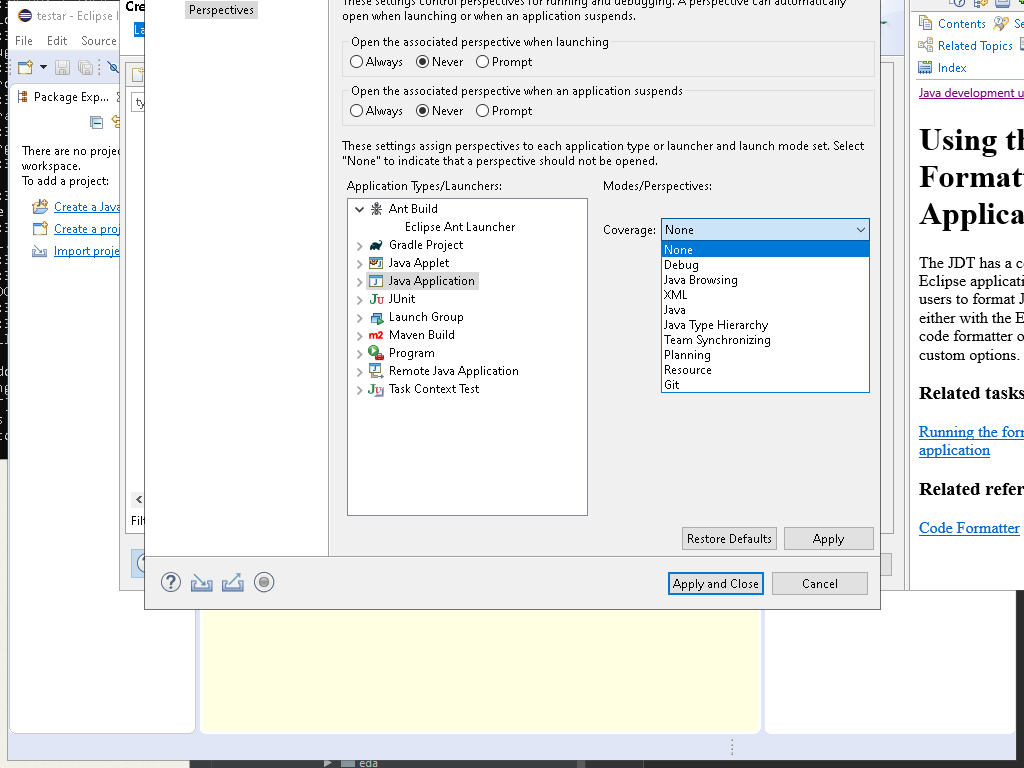 testar - Eclipse I
File Edit Source
Package Exp...
There are no proje
workspace.
To add a project:
Create a Java
Create a proj
Import proje
Cre
Perspectives
These settings control perspectives for running and debugging. A perspective can automatically
open when launching or when an application suspends.
Open the associated perspective when launching
Always Never Prompt
Open the associated perspective when an application suspends
Always Never Prompt
These settings assign perspectives to each application type or launcher and launch mode set. Select
"None" to indicate that a perspective should not be opened.
Application Types/Launchers:
Ant Build
Eclipse Ant Launcher
Gradle Project
Java Applet
Java Application
JUnit
Launch Group
Maven Build
Program
Remote Java Application
Task Context Test
Modes/Perspectives:
Coverage: None
None
Debug
Java Browsing
XML
Java
Java Type Hierarchy
Team Synchronizing
Planning
Resource
Git
Restore Defaults Apply
Apply and Close Cancel
Filt
Contents Se
Related Topics
Index
Java development u
Using th
Formatt
Applica
The JDT has a co
Eclipse applicati
users to format J
either with the E
code formatter o
custom options.
Related tasks
Running the forr
application
Related refer
Code Formatter
eda